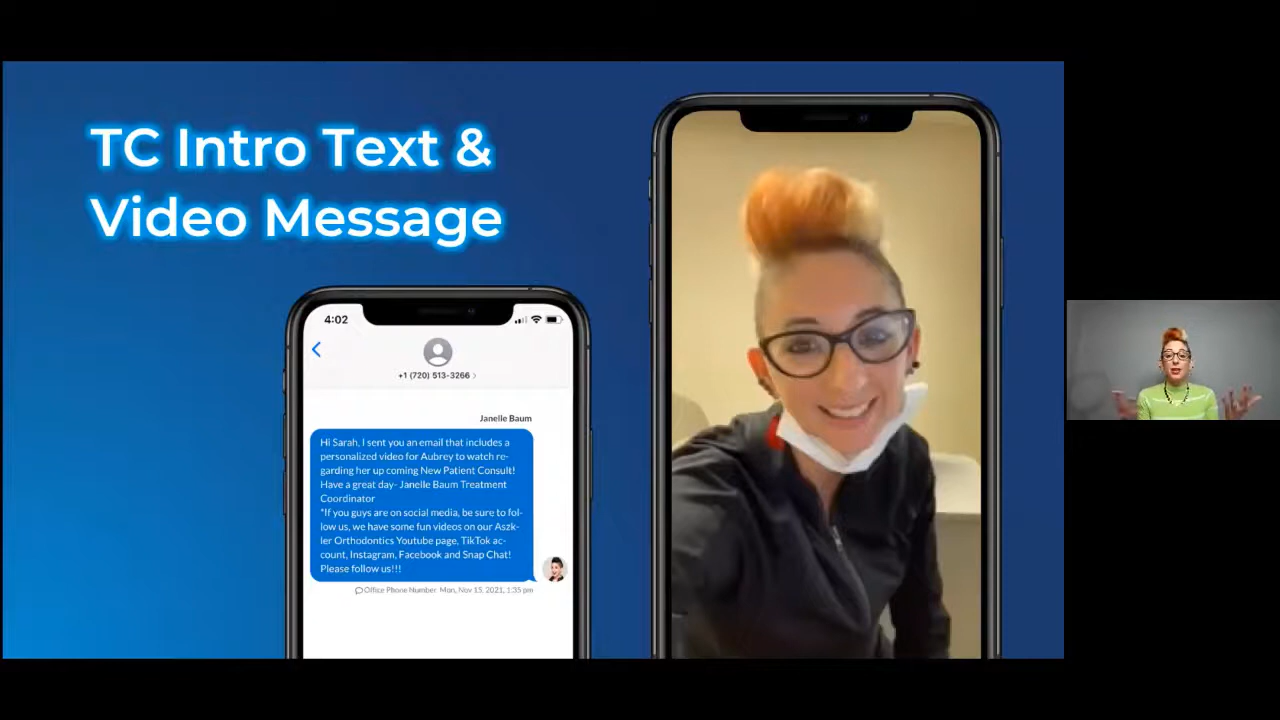 TC Intro Text &
Video Message
4:02
+1 (720) 513-3266
Janelle Baum
Hi Sarah, I sent you an email that includes a
personalized video for Aubrey to watch re-
garding her up coming New Patient Consult!
Have a great day- Janelle Baum Treatment
Coordinator
*If you guys are on social media, be sure to fol-
low us, we have some fun videos on our Aszk-
ler Orthodontics Youtube page, TikTok ac-
count, Instagram, Facebook and Snap Chat!
Please follow us!!!
Office Phone Number Mon, Nov 15, 2021, 1:35 pm